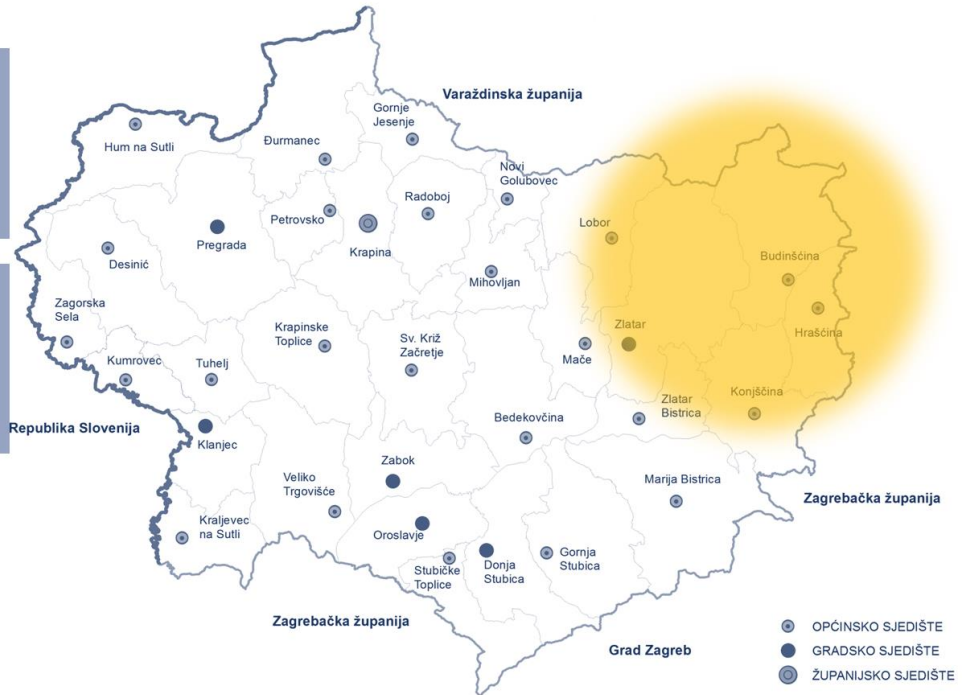 Varaždinska županija
Gornje
Jesenje
Hum na Sutli
Đurmanec
Novi
Golubovec
Radoboj
Petrovsko
Lobor
Pregrada
Krapina
Budinšćina
Desinić
Mihovljan
Zagorska
Sela
Krapinske
Toplice
Zlatar
Hrašćina
Sv. Križ
Začretje
Kumrovec
Tuhelj
Mače
Konjščina
Zlatar
Bistrica
Bedekovčina
Republika Slovenija
Klanjec
Zabok
Veliko
Trgovišće
Marija Bistrica
Zagrebačka županija
Kraljevec
na Sutli
Oroslavje
Gornja
Stubica
Donja
Stubica
Stubičke
Toplice
Zagrebačka županija
Grad Zagreb
OPĆINSKO SJEDIŠTE
GRADSKO SJEDIŠTE
ŽUPANIJSKO SJEDIŠTE